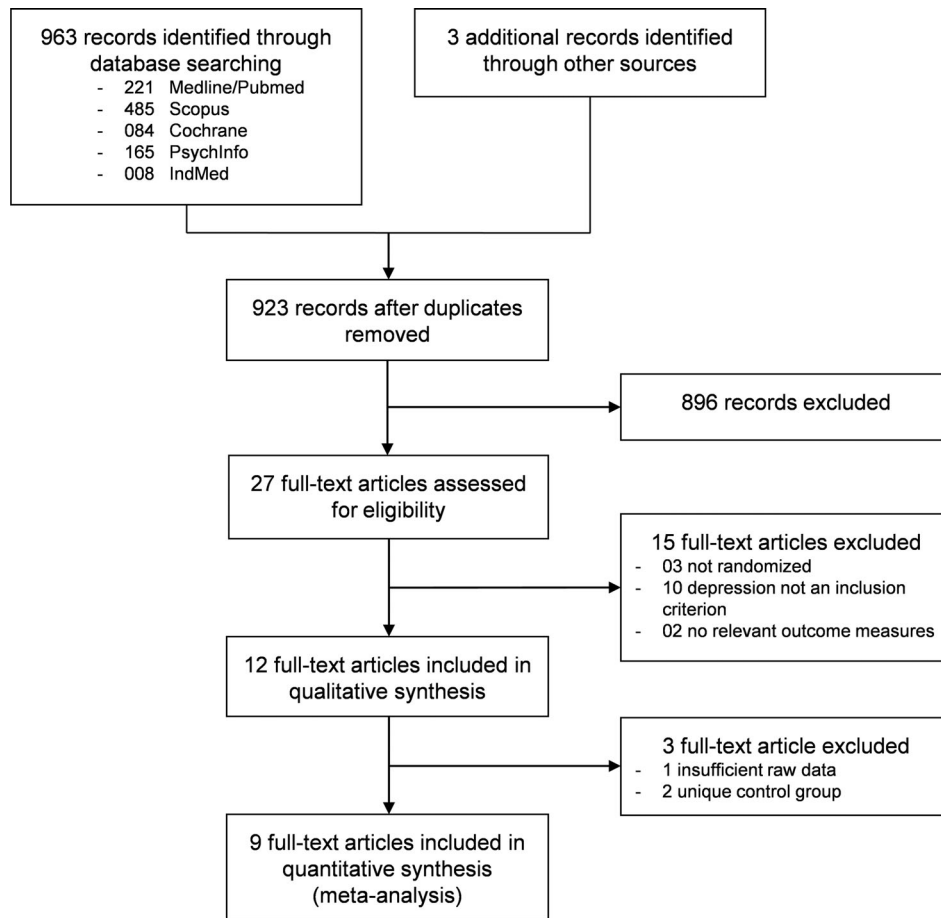 963 records identified through
database searching
- 221 Medline/Pubmed
- 485 Scopus
- 084 Cochrane
- 165 PsychInfo
- 008 IndMed
3 additional records identified
through other sources
923 records after duplicates
removed
896 records excluded
27 full-text articles assessed
for eligibility
15 full-text articles excluded
- 03 not randomized
- 10 depression not an inclusion
criterion
- 02 no relevant outcome measures
12 full-text articles included in
qualitative synthesis
3 full-text article excluded
- 1 insufficient raw data
- 2 unique control group
9 full-text articles included in
quantitative synthesis
(meta-analysis)